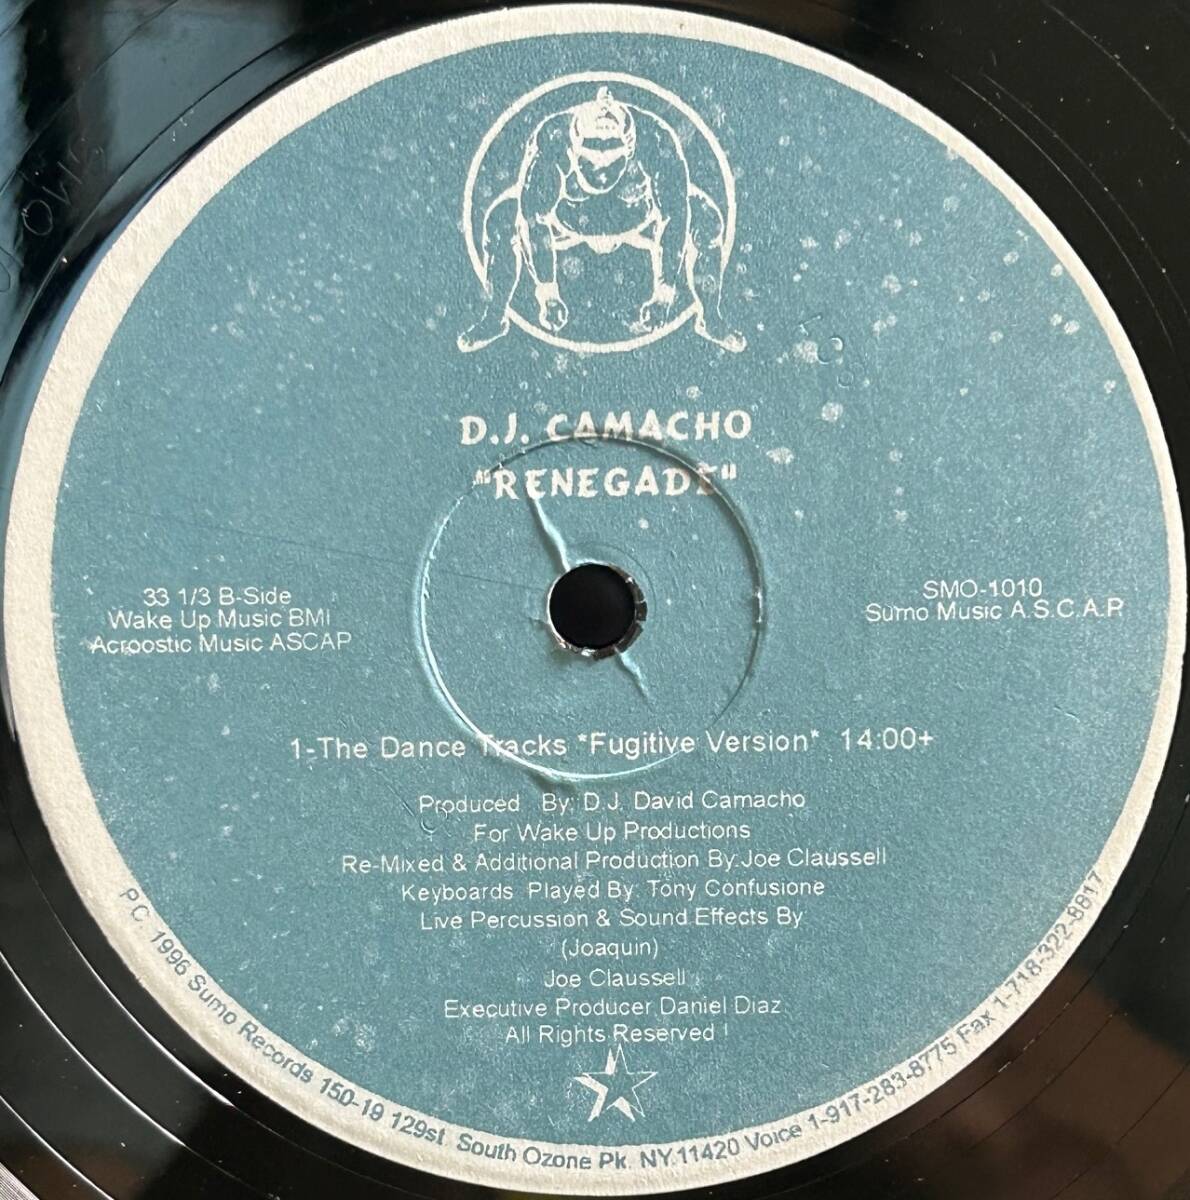 D.J. CAMACHO
"RENEGADE"
33 1/3 B-Side
Wake Up Music BMI
Acroostic Music ASCAP
SMO-1010
Sumo Music A.S.C.A.P.
1-The Dance Tracks *Fugitive Version* 14:00+
Produced By; D.J. David Camacho
For Wake Up Productions
Re-Mixed & Additional Production By:Joe Claussell
Keyboards Played By: Tony Confusione
Live Percussion & Sound Effects By
(Joaquin)
Joe Claussell
Executive Producer Daniel Diaz
All Rights Reserved !
P.C. 1996 Sumo Records 150-19 129st. South Ozone Pk. NY.11420 Voice 1-917-283-8775 Fax 1-718-322-8817